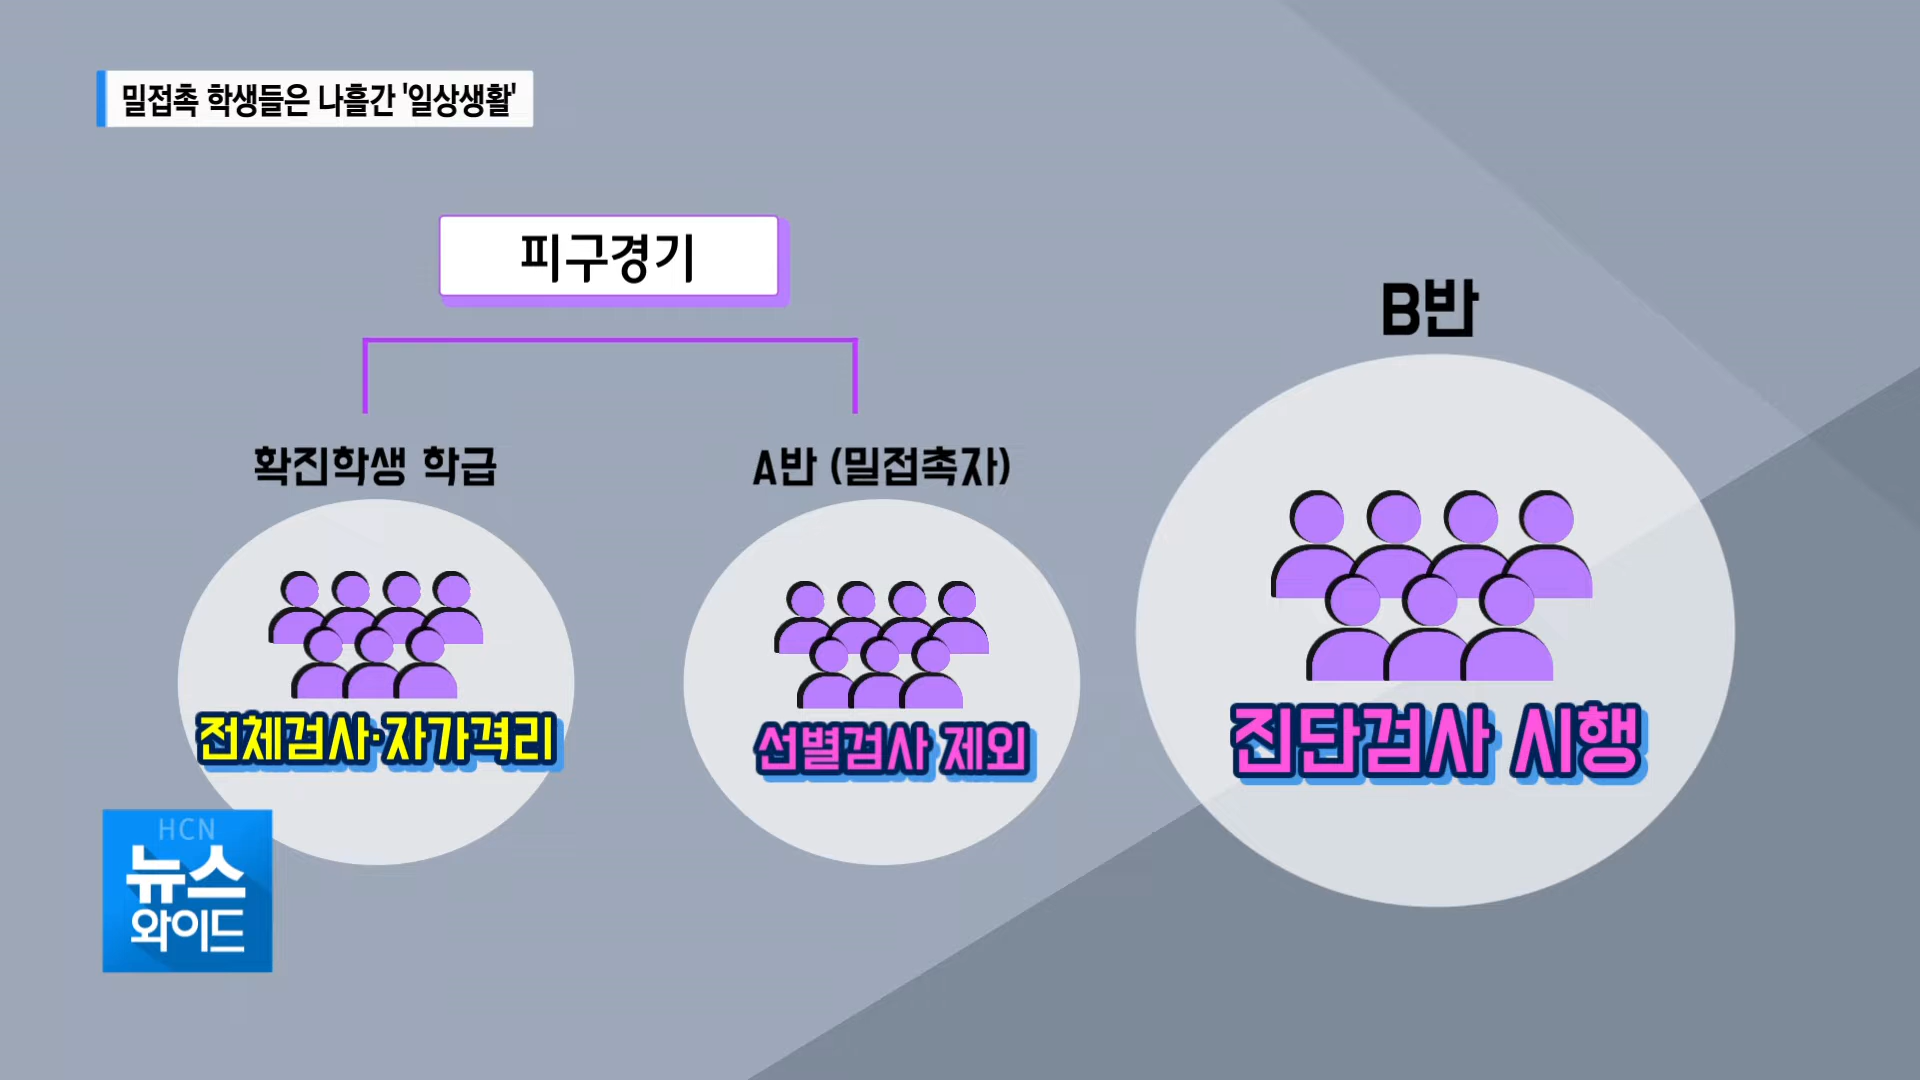 밀접촉 학생들은 나흘간 '일상생활'
피구경기
B반
확진학생 학급
A반 (밀접촉자)
전체검사·자가격리
선별검사 제외
진단검사 시행
HCN
뉴스
와이드